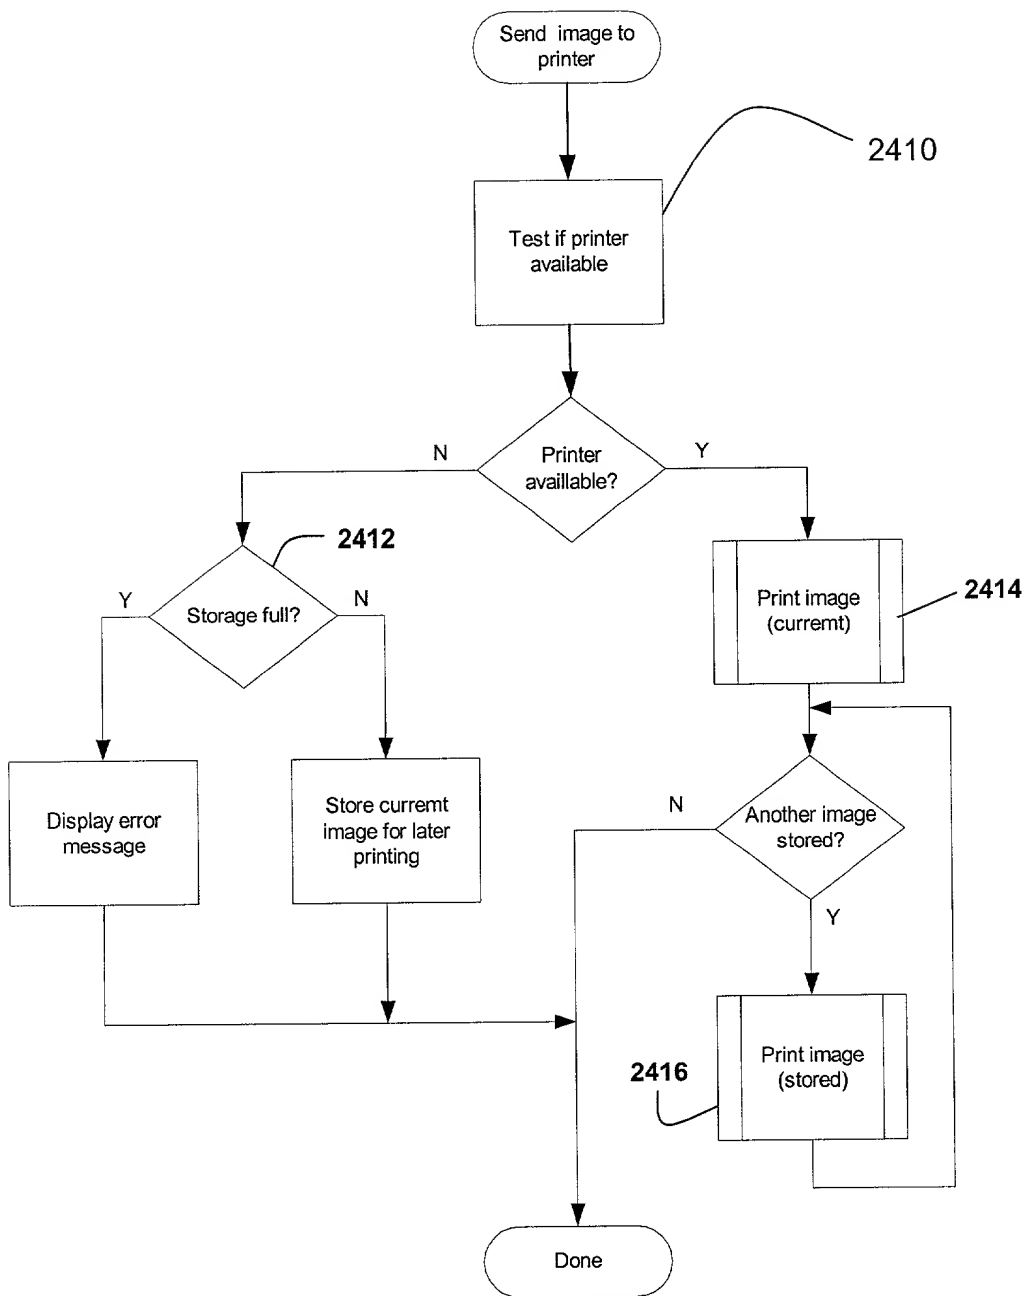 Send image to
printer
2410
Test if printer
available
N
Y
Printer
availlable?
2412
Y
N
Storage full?
2414
Print image
(curremt)
Display error
message
Store curremt
image for later
printing
N
Another image
stored?
Y
2416
Print image
(stored)
Done